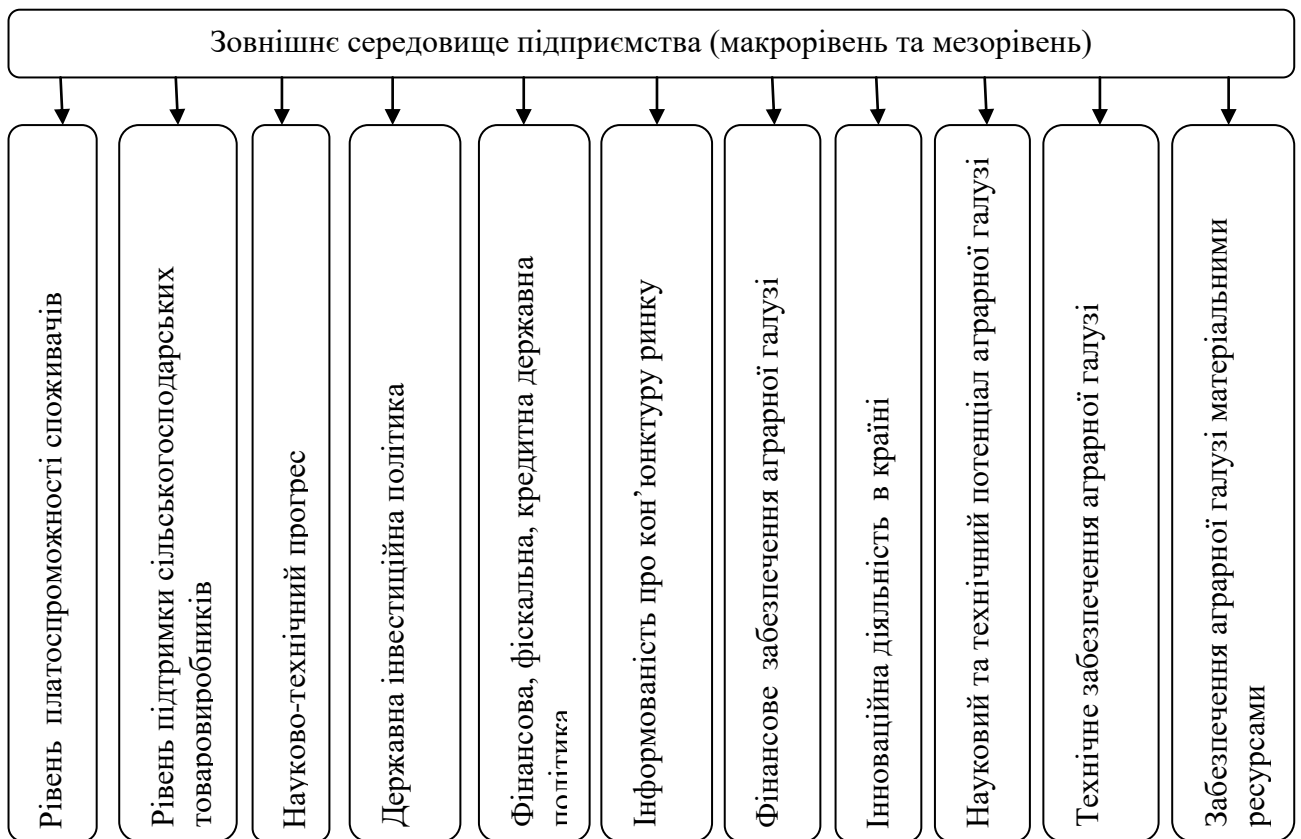 Зовнішнє середовище підприємства (макрорівень та мезорівень)
Рівень платоспроможності споживачів
Рівень підтримки сільськогосподарських
товаровиробників
Науково-технічний прогрес
Державна інвестиційна політика
Фінансова, фіскальна, кредитна державна
політика
Інформованість про кон’юнктуру ринку
Фінансове забезпечення аграрної галузі
Інноваційна діяльність в країні
Науковий та технічний потенціал аграрної галузі
Технічне забезпечення аграрної галузі
Забезпечення аграрної галузі матеріальними
ресурсами